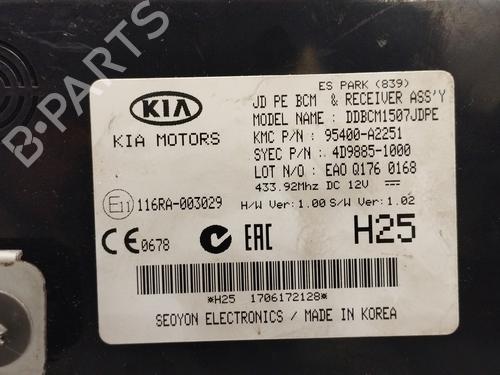 ES PARK (839)
JD PE BCM & RECEIVER ASS'Y
MODEL NAME : DDBCM1507JDPE
KIA
KIA MOTORS
KMC P/N : 95400-A2251
SYEC P/N : 4D9885-1000
LOT N/O : EAO Q176 0168
433.92Mhz DC 12V
E11 116RA-003029
H/W Ver: 1.00 S/W Ver: 1.02
CE 0678
EAC
H25
*H25 1706172128*
SEOYON ELECTRONICS / MADE IN KOREA
B-PARTS